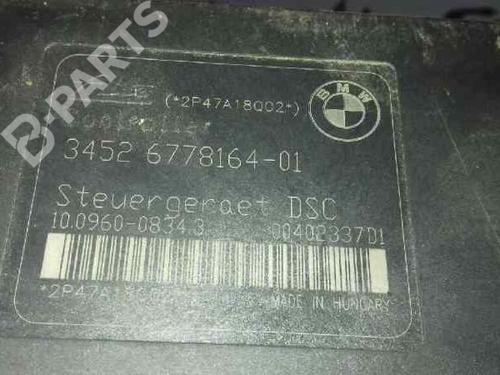 B-PARTS
(*2P47A18Q02*)
BMW
3452 6778164-01
Steuergeraet DSC
10.0960-0834.3 00402337D1
MADE IN HUNGARY